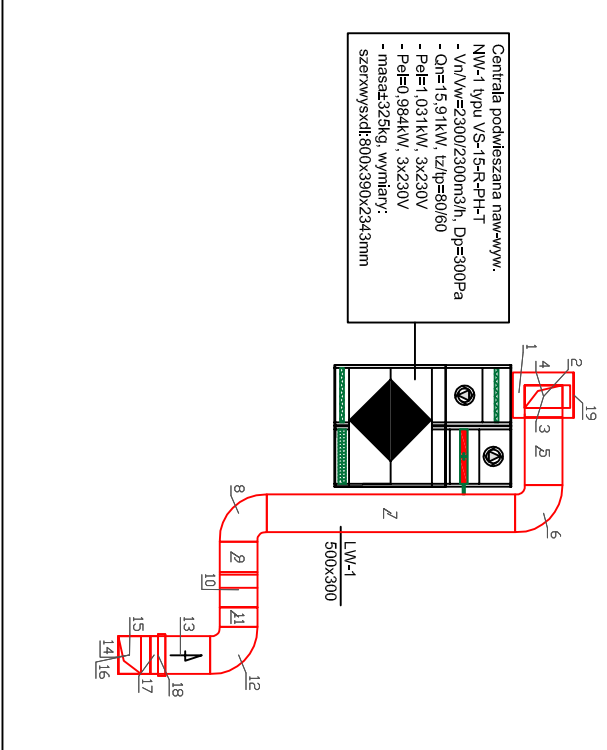 Centrala podwieszana naw-wyw.
NW-1 typu VS-15-R-PH-T
- Vn/Vw=2300/2300m3/h, Dp=300Pa
- Qn=15,91kW, tz/tp=80/60
- Pel=1,031kW, 3x230V
- Pel=0,984kW, 3x230V
- masa±325kg, wymiary:
szerxwysxdł:800x390x2343mm
1
4
2
19
3
5
6
7
8
LW-1
500x300
9
10
11
12
13
15
14
16
17
18